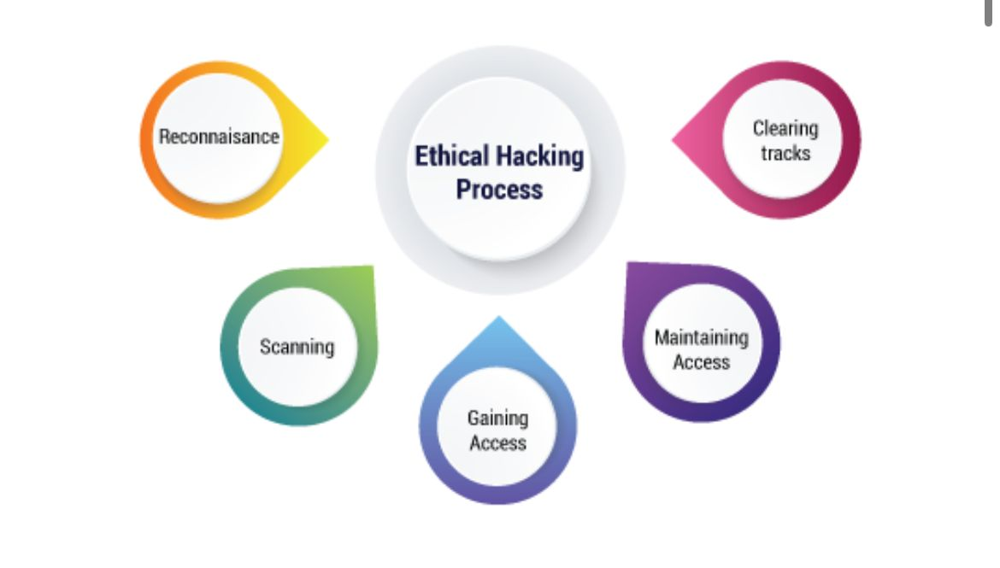 Ethical Hacking
Process
Reconnaisance
Scanning
Gaining
Access
Maintaining
Access
Clearing
tracks